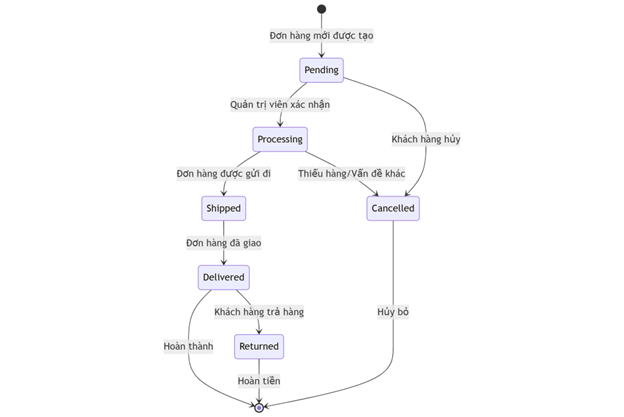 Đơn hàng mới được tạo
Pending
Quản trị viên xác nhận
Processing
Khách hàng hủy
Đơn hàng được gửi đi
Thiếu hàng/Vấn đề khác
Shipped
Cancelled
Đơn hàng đã giao
Delivered
Khách hàng trả hàng
Hủy bỏ
Hoàn thành
Returned
Hoàn tiền